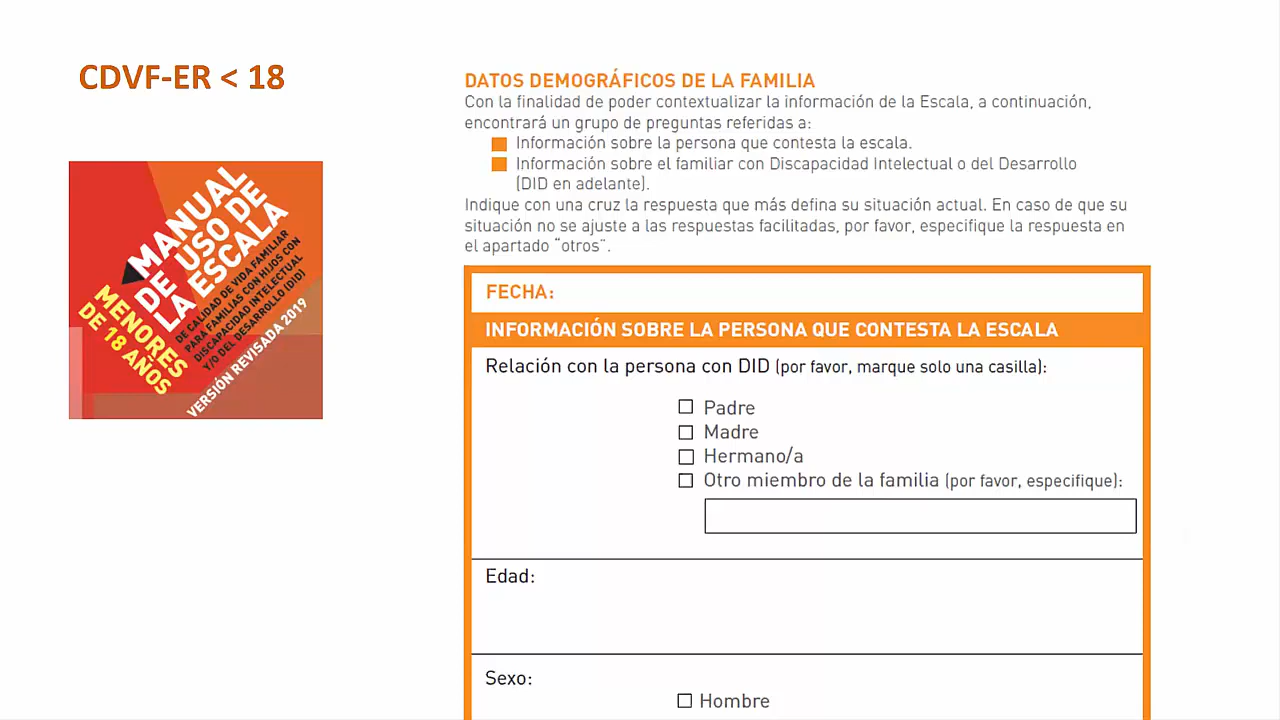 CDVF-ER < 18
MANUAL
DE USO DE
LA ESCALA
DE CALIDAD DE VIDA FAMILIAR
PARA FAMILIAS CON HIJOS CON
DISCAPACIDAD INTELECTUAL
Y/O DEL DESARROLLO (DID)
MENORES
DE 18 AÑOS
VERSIÓN REVISADA 2019
DATOS DEMOGRÁFICOS DE LA FAMILIA
Con la finalidad de poder contextualizar la información de la Escala, a continuación,
encontrará un grupo de preguntas referidas a:
Información sobre la persona que contesta la escala.
Información sobre el familiar con Discapacidad Intelectual o del Desarrollo
(DID en adelante).
Indique con una cruz la respuesta que más defina su situación actual. En caso de que su
situación no se ajuste a las respuestas facilitadas, por favor, especifique la respuesta en
el apartado “otros”.
FECHA:
INFORMACIÓN SOBRE LA PERSONA QUE CONTESTA LA ESCALA
Relación con la persona con DID (por favor, marque solo una casilla):
Padre
Madre
Hermano/a
Otro miembro de la familia (por favor, especifique):
Edad:
Sexo:
Hombre